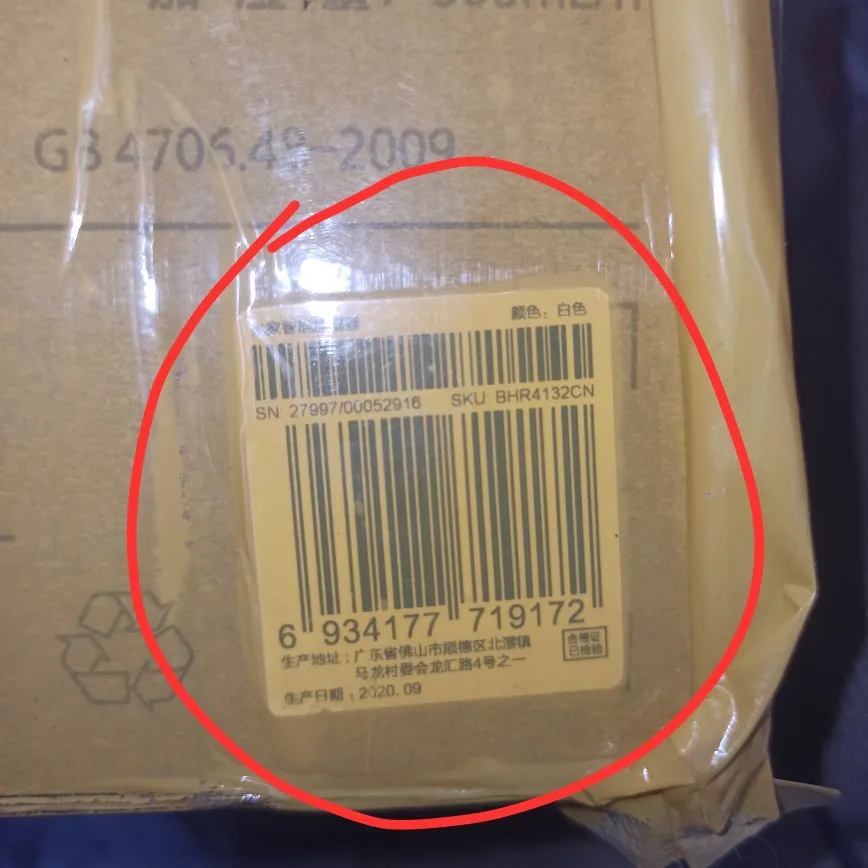 GB 4706.48-2009
颜色：白色
SN: 27997/00052916 SKU: BHR4132CN
6 934177 719172
生产地址：广东省佛山市顺德区北滘镇
马龙村委会龙汇路4号之一
合格证
已检验
生产日期：2020.09